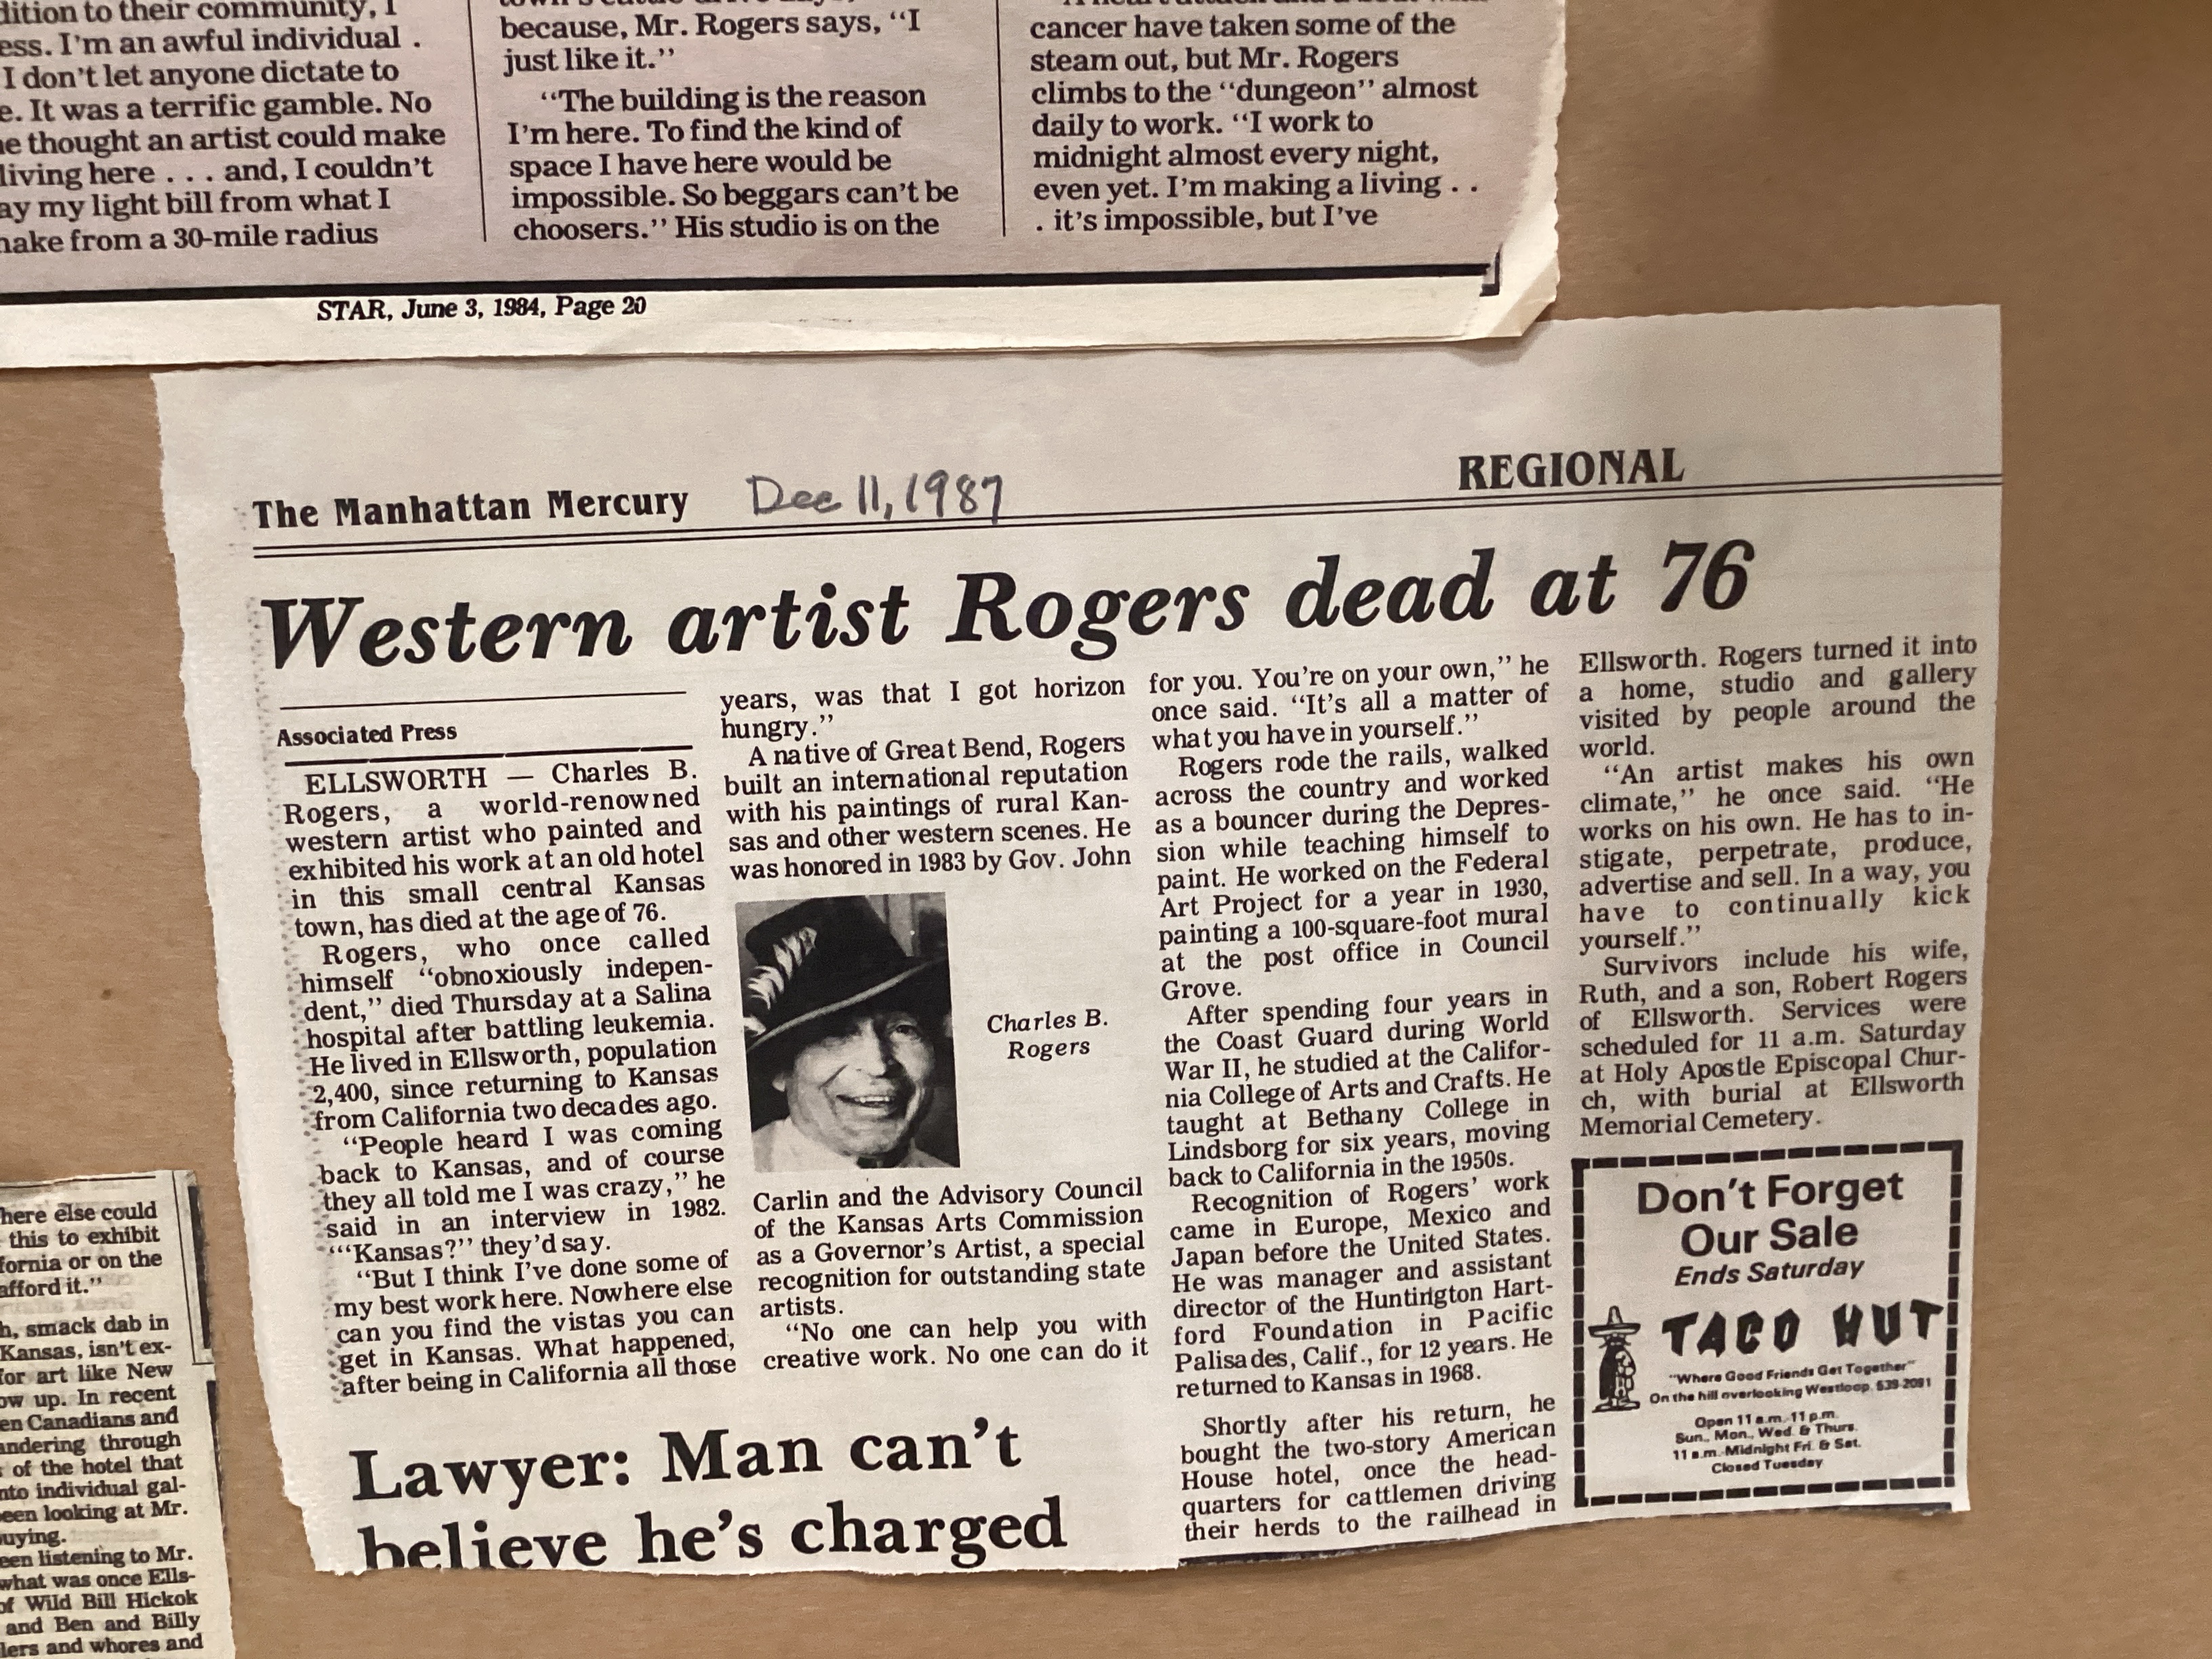 dition to their community, I
ess. I'm an awful individual .
I don't let anyone dictate to
e. It was a terrific gamble. No
e thought an artist could make
living here . . . and, I couldn't
ay my light bill from what I
ake from a 30-mile radius
because, Mr. Rogers says, “I
just like it.”
“The building is the reason
I'm here. To find the kind of
space I have here would be
impossible. So beggars can't be
choosers.” His studio is on the
cancer have taken some of the
steam out, but Mr. Rogers
climbs to the “dungeon” almost
daily to work. “I work to
midnight almost every night,
even yet. I'm making a living . .
. it's impossible, but I've
STAR, June 3, 1984, Page 20
The Manhattan Mercury
Dec 11, 1987
REGIONAL
Western artist Rogers dead at 76
Associated Press
ELLSWORTH — Charles B.
Rogers, a world-renowned
western artist who painted and
exhibited his work at an old hotel
in this small central Kansas
town, has died at the age of 76.
Rogers, who once called
himself “obnoxiously indepen-
dent,” died Thursday at a Salina
hospital after battling leukemia.
He lived in Ellsworth, population
2,400, since returning to Kansas
from California two decades ago.
“People heard I was coming
back to Kansas, and of course
they all told me I was crazy,” he
said in an interview in 1982.
“‘Kansas?” they'd say.
“But I think I've done some of
my best work here. Nowhere else
can you find the vistas you can
get in Kansas. What happened,
after being in California all those
years, was that I got horizon
hungry.”
A native of Great Bend, Rogers
built an international reputation
with his paintings of rural Kan-
sas and other western scenes. He
was honored in 1983 by Gov. John
Charles B.
Rogers
Carlin and the Advisory Council
of the Kansas Arts Commission
as a Governor's Artist, a special
recognition for outstanding state
artists.
“No one can help you with
creative work. No one can do it
for you. You're on your own,” he
once said. “It's all a matter of
what you have in yourself.”
Rogers rode the rails, walked
across the country and worked
as a bouncer during the Depres-
sion while teaching himself to
paint. He worked on the Federal
Art Project for a year in 1930,
painting a 100-square-foot mural
at the post office in Council
Grove.
After spending four years in
the Coast Guard during World
War II, he studied at the Califor-
nia College of Arts and Crafts. He
taught at Bethany College in
Lindsborg for six years, moving
back to California in the 1950s.
Recognition of Rogers' work
came in Europe, Mexico and
Japan before the United States.
He was manager and assistant
director of the Huntington Hart-
ford Foundation in Pacific
Palisades, Calif., for 12 years. He
returned to Kansas in 1968.
Shortly after his return, he
bought the two-story American
House hotel, once the head-
quarters for cattlemen driving
their herds to the railhead in
Ellsworth. Rogers turned it into
a home, studio and gallery
visited by people around the
world.
“An artist makes his own
climate,” he once said. “He
works on his own. He has to in-
stigate, perpetrate, produce,
advertise and sell. In a way, you
have to continually kick
yourself.”
Survivors include his wife,
Ruth, and a son, Robert Rogers
of Ellsworth. Services were
scheduled for 11 a.m. Saturday
at Holy Apostle Episcopal Chur-
ch, with burial at Ellsworth
Memorial Cemetery.
Don't Forget
Our Sale
Ends Saturday
TACO HUT
“Where Good Friends Get Together”
On the hill overlooking Westloop, 539-2091
Open 11 a.m.-11 p.m.
Sun., Mon., Wed. & Thurs.
11 a.m.-Midnight Fri. & Sat.
Closed Tuesday
Lawyer: Man can't
believe he's charged
here else could
this to exhibit
fornia or on the
afford it.”
h, smack dab in
Kansas, isn't ex-
for art like New
ow up. In recent
en Canadians and
andering through
of the hotel that
nto individual gal-
een looking at Mr.
uying.
een listening to Mr.
what was once Ells-
of Wild Bill Hickok
and Ben and Billy
lers and whores and